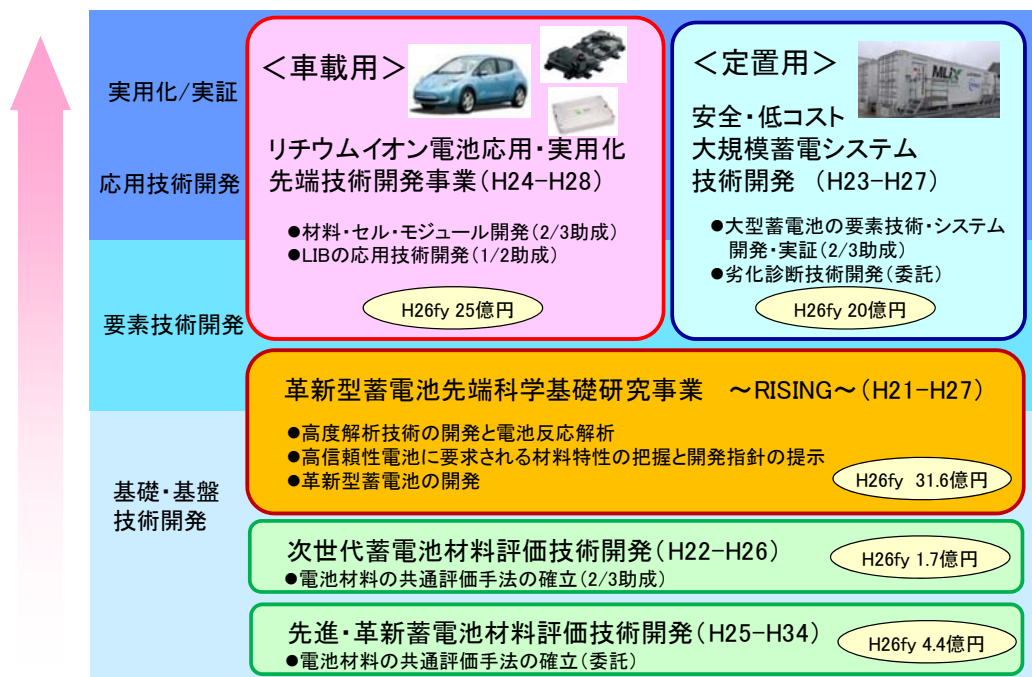 実用化/実証
応用技術開発
要素技術開発
基礎・基盤
技術開発
＜車載用＞
リチウムイオン電池応用・実用化
先端技術開発事業（H24-H28）
●材料・セル・モジュール開発（2/3助成）
●LIBの応用技術開発（1/2助成）
H26fy 25億円
＜定置用＞
MLiX
安全・低コスト
大規模蓄電システム
技術開発　（H23-H27）
●大型蓄電池の要素技術・システム
開発・実証（2/3助成）
●劣化診断技術開発（委託）
H26fy 20億円
革新型蓄電池先端科学基礎研究事業　～RISING～（H21-H27）
●高度解析技術の開発と電池反応解析
●高信頼性電池に要求される材料特性の把握と開発指針の提示
●革新型蓄電池の開発
H26fy 31.6億円
次世代蓄電池材料評価技術開発（H22-H26）
●電池材料の共通評価手法の確立（2/3助成）
H26fy 1.7億円
先進・革新蓄電池材料評価技術開発（H25-H34）
●電池材料の共通評価手法の確立（委託）
H26fy 4.4億円